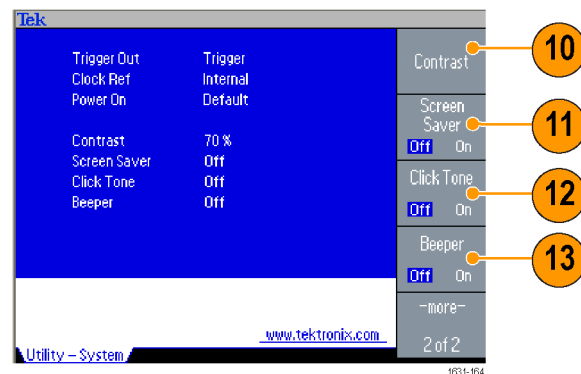 Tek
Trigger Out Trigger
Clock Ref Internal
Power On Default
Contrast 70 %
Screen Saver Off
Click Tone Off
Beeper Off
www.tektronix.com
Utility – System
Contrast
Screen
Saver
Off On
Click Tone
Off On
Beeper
Off On
-more-
2 of 2
10
11
12
13
1631-164